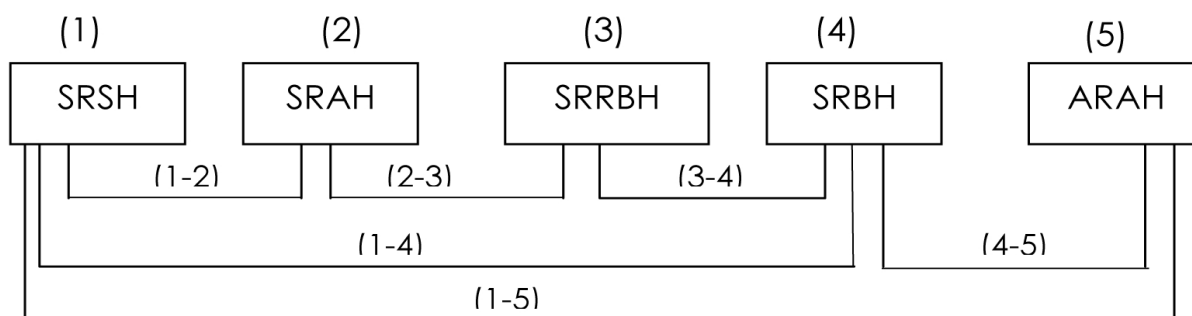 (1) (2) (3) (4) (5)
SRSH SRAH SRRBH SRBH ARAH
(1-2) (2-3) (3-4)
(1-4) (4-5)
(1-5)